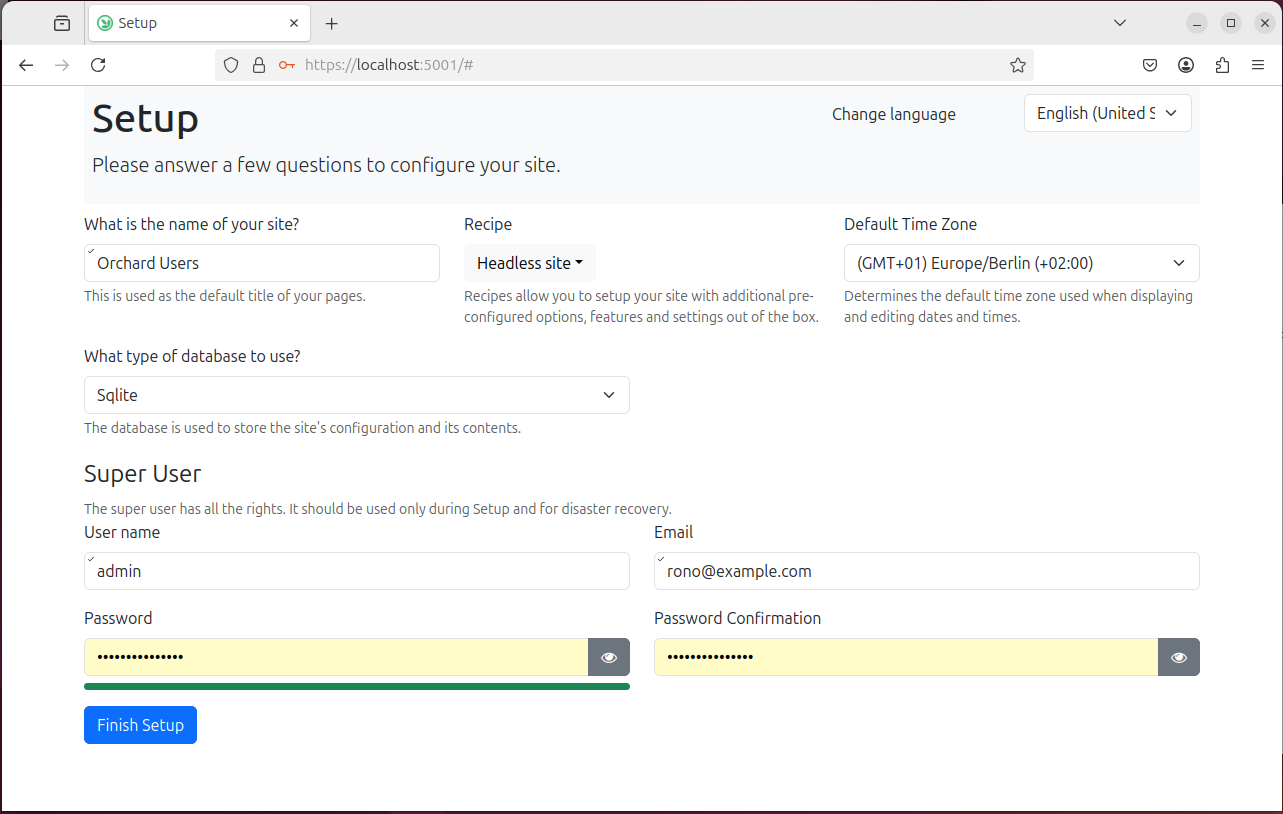 Setup
https://localhost:5001/#
Setup
Change language
English (United S
Please answer a few questions to configure your site.
What is the name of your site?
Recipe
Default Time Zone
Orchard Users
Headless site
(GMT+01) Europe/Berlin (+02:00)
This is used as the default title of your pages.
Recipes allow you to setup your site with additional pre-
configured options, features and settings out of the box.
Determines the default time zone used when displaying
and editing dates and times.
What type of database to use?
Sqlite
The database is used to store the site's configuration and its contents.
Super User
The super user has all the rights. It should be used only during Setup and for disaster recovery.
User name
Email
admin
rono@example.com
Password
Password Confirmation
•••••••••••••••
•••••••••••••••
Finish Setup